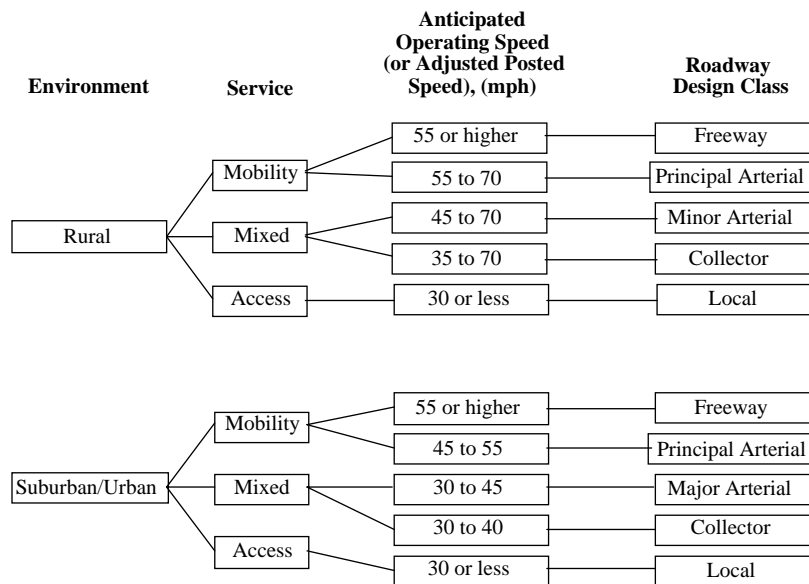 Anticipated
Operating Speed
(or Adjusted Posted
Speed), (mph)
Roadway
Design Class
Environment
Service
55 or higher
Freeway
Mobility
55 to 70
Principal Arterial
45 to 70
Minor Arterial
Rural
Mixed
35 to 70
Collector
Access
30 or less
Local
55 or higher
Freeway
Mobility
45 to 55
Principal Arterial
Suburban/Urban
Mixed
30 to 45
Major Arterial
30 to 40
Collector
Access
30 or less
Local